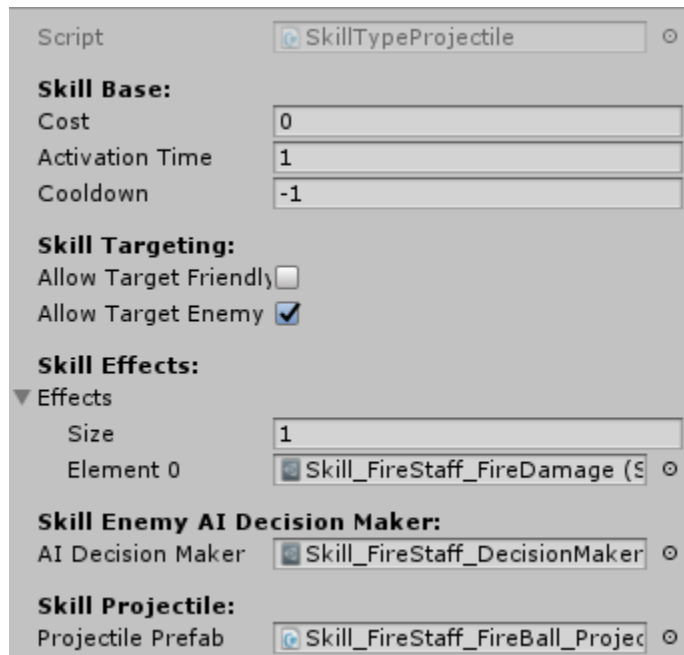 Script SkillTypeProjectile
Skill Base:
Cost 0
Activation Time 1
Cooldown -1
Skill Targeting:
Allow Target Friendly
Allow Target Enemy
Skill Effects:
Effects
Size 1
Element 0 Skill_FireStaff_FireDamage (S
Skill Enemy AI Decision Maker:
AI Decision Maker Skill_FireStaff_DecisionMaker
Skill Projectile:
Projectile Prefab Skill_FireStaff_FireBall_Projec